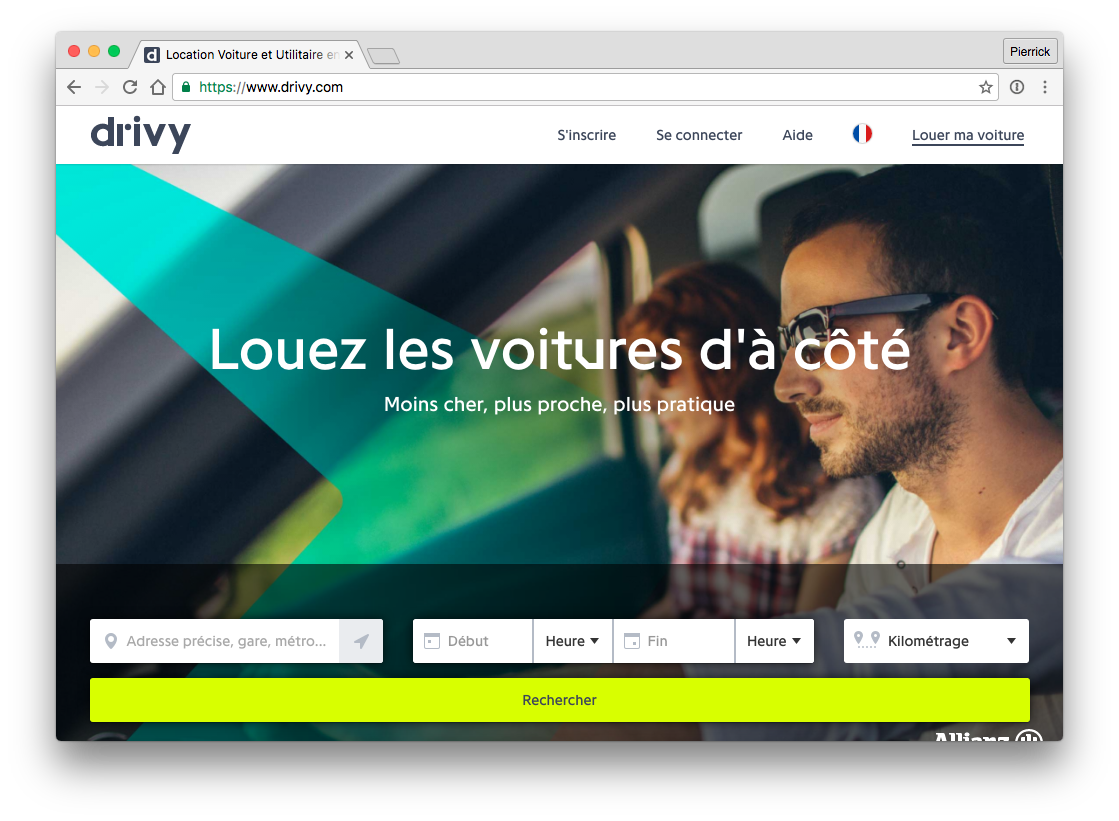 Location Voiture et Utilitaire en
Pierrick
https://www.drivy.com
drivy
S'inscrire
Se connecter
Aide
Louer ma voiture
Louez les voitures d'à côté
Moins cher, plus proche, plus pratique
Adresse précise, gare, métro...
Début
Heure
Fin
Heure
Kilométrage
Rechercher
Allianz